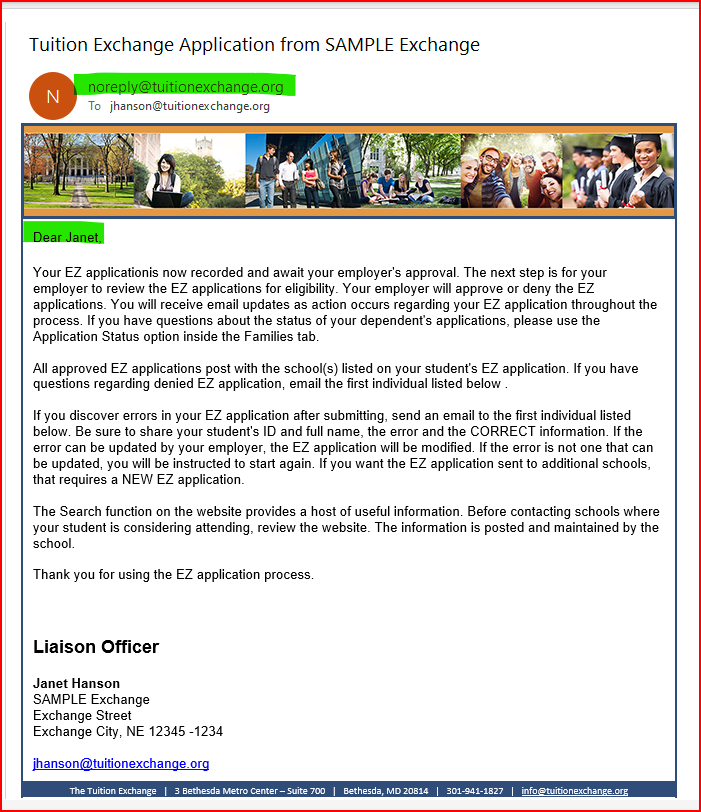 Tuition Exchange Application from SAMPLE Exchange
N
noreply@tuitionexchange.org
To jhanson@tuitionexchange.org
Dear Janet,
Your EZ applicationis now recorded and await your employer's approval. The next step is for your
employer to review the EZ applications for eligibility. Your employer will approve or deny the EZ
applications. You will receive email updates as action occurs regarding your EZ application throughout the
process. If you have questions about the status of your dependent's applications, please use the
Application Status option inside the Families tab.
All approved EZ applications post with the school(s) listed on your student's EZ application. If you have
questions regarding denied EZ application, email the first individual listed below .
If you discover errors in your EZ application after submitting, send an email to the first individual listed
below. Be sure to share your student's ID and full name, the error and the CORRECT information. If the
error can be updated by your employer, the EZ application will be modified. If the error is not one that can
be updated, you will be instructed to start again. If you want the EZ application sent to additional schools,
that requires a NEW EZ application.
The Search function on the website provides a host of useful information. Before contacting schools where
your student is considering attending, review the website. The information is posted and maintained by the
school.
Thank you for using the EZ application process.
Liaison Officer
Janet Hanson
SAMPLE Exchange
Exchange Street
Exchange City, NE 12345 -1234
jhanson@tuitionexchange.org
The Tuition Exchange | 3 Bethesda Metro Center – Suite 700 | Bethesda, MD 20814 | 301-941-1827 | info@tuitionexchange.org